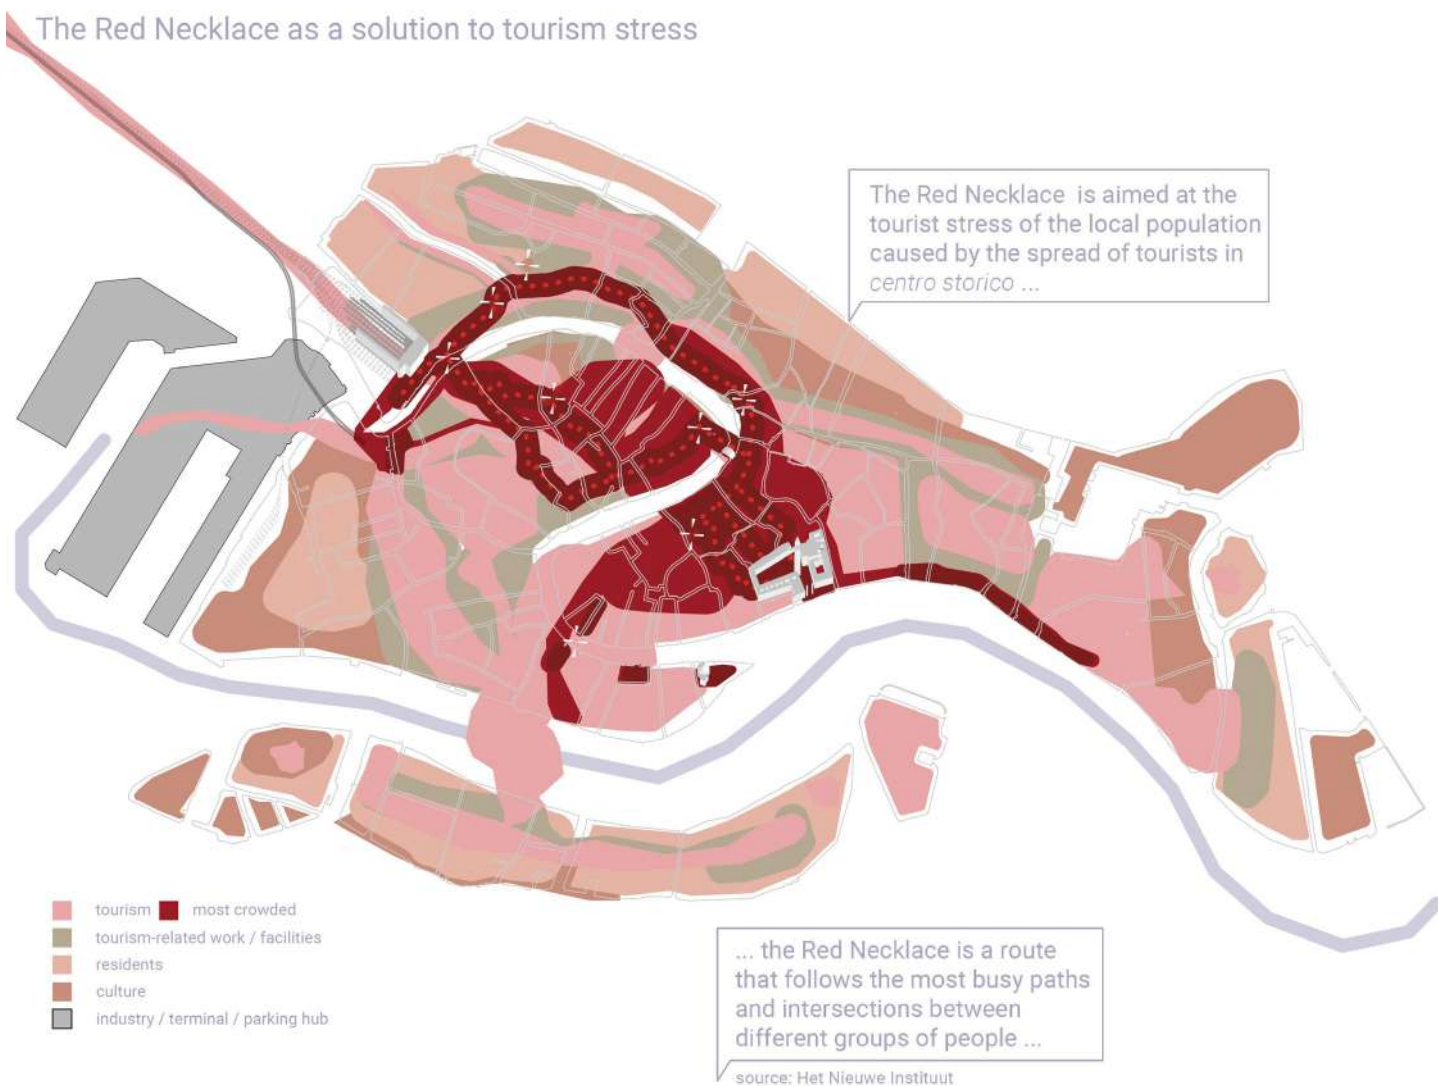 The Red Necklace as a solution to tourism stress
The Red Necklace is aimed at the
tourist stress of the local population
caused by the spread of tourists in
centro storico ...
tourism
most crowded
tourism-related work / facilities
residents
culture
industry / terminal / parking hub
... the Red Necklace is a route
that follows the most busy paths
and intersections between
different groups of people ...
source: Het Nieuwe Instituut